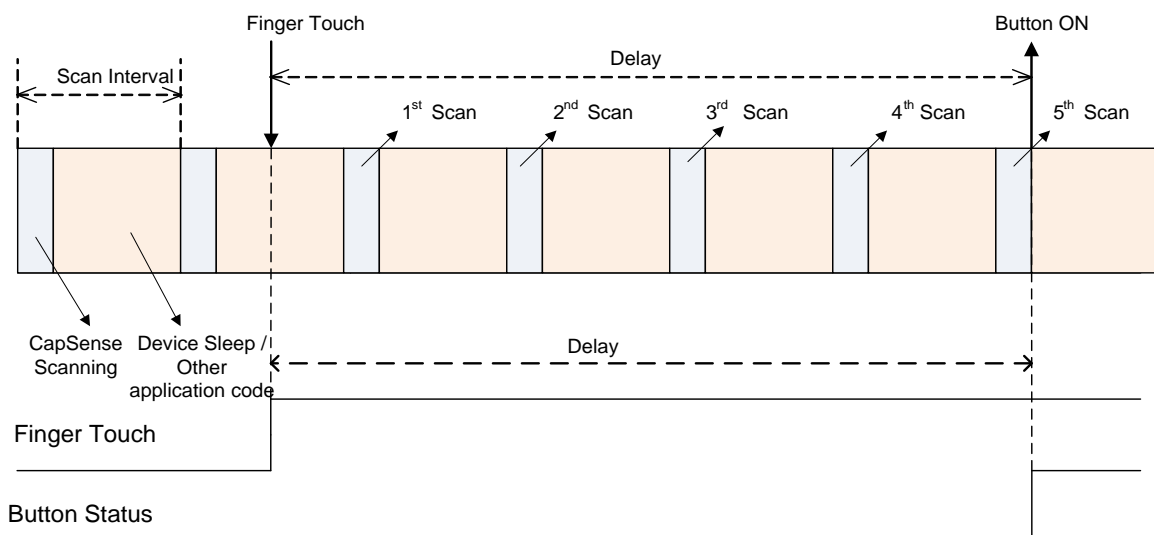 Finger Touch
Button ON
Scan Interval
Delay
1st Scan
2nd Scan
3rd Scan
4th Scan
5th Scan
CapSense
Scanning
Device Sleep /
Other
application code
Delay
Finger Touch
Button Status